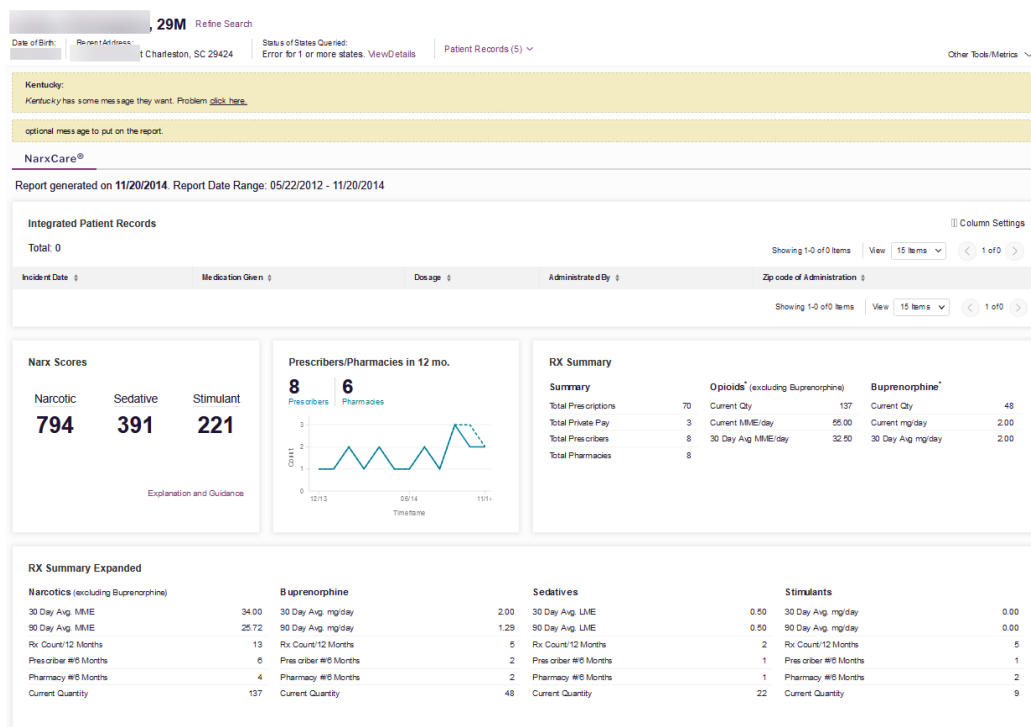 , 29M Refine Search
Date of Birth: Recent Address: Status of States Queried: Patient Records (5)
t Charleston, SC 29424 Error for 1 or more states. ViewDetails
Other Tools/Metrics
Kentucky:
Kentucky has some message they want. Problem click here.
optional message to put on the report.
NarxCare®
Report generated on 11/20/2014. Report Date Range: 05/22/2012 - 11/20/2014
Integrated Patient Records Column Settings
Total: 0
Showing 1-0 of 0 Items View 15 Items 1 of 0
Incident Date Medication Given Dosage Administrated By Zip code of Administration
Showing 1-0 of 0 Items View 15 Items 1 of 0
Narx Scores
Narcotic Sedative Stimulant
794 391 221
Explanation and Guidance
Prescribers/Pharmacies in 12 mo.
8 6
Prescribers Pharmacies
3
2
1
0
Count
12/13 06/14 11/1
Timeframe
RX Summary
Summary Opioids* (excluding Buprenorphine) Buprenorphine*
Total Prescriptions 70 Current Qty 137 Current Qty 48
Total Private Pay 3 Current MME/day 55.00 Current mg/day 2.00
Total Prescribers 8 30 Day Avg MME/day 32.50 30 Day Avg mg/day 2.00
Total Pharmacies 8
RX Summary Expanded
Narcotics (excluding Buprenorphine) Buprenorphine Sedatives Stimulants
30 Day Avg. MME 34.00 30 Day Avg. mg/day 2.00 30 Day Avg. LME 0.50 30 Day Avg. mg/day 0.00
90 Day Avg. MME 25.72 90 Day Avg. mg/day 1.29 90 Day Avg. LME 0.50 90 Day Avg. mg/day 0.00
Rx Count/12 Months 13 Rx Count/12 Months 5 Rx Count/12 Months 2 Rx Count/12 Months 5
Prescriber #/6 Months 6 Prescriber #/6 Months 2 Prescriber #/6 Months 1 Prescriber #/6 Months 1
Pharmacy #/6 Months 4 Pharmacy #/6 Months 2 Pharmacy #/6 Months 1 Pharmacy #/6 Months 2
Current Quantity 137 Current Quantity 48 Current Quantity 22 Current Quantity 9